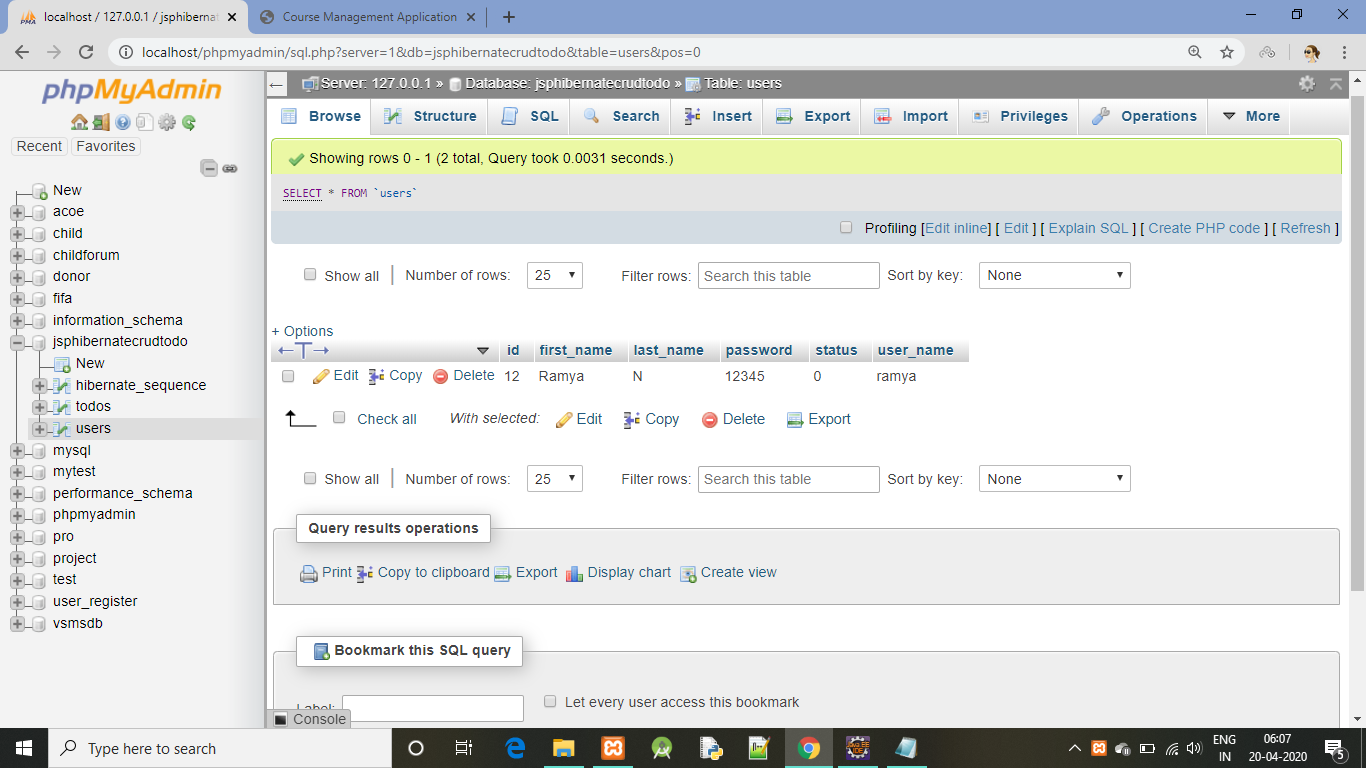 localhost / 127.0.0.1 / jsphibernat
Course Management Application
localhost/phpmyadmin/sql.php?server=1&db=jsphibernatecrudtodo&table=users&pos=0
phpMyAdmin
Recent Favorites
New
acoe
child
childforum
donor
fifa
information_schema
jsphibernatecrudtodo
New
hibernate_sequence
todos
users
mysql
mytest
performance_schema
phpmyadmin
pro
project
test
user_register
vsmsdb
Server: 127.0.0.1 » Database: jsphibernatecrudtodo » Table: users
Browse Structure SQL Search Insert Export Import Privileges Operations More
Showing rows 0 - 1 (2 total, Query took 0.0031 seconds.)
SELECT * FROM `users`
Profiling [Edit inline] [ Edit ] [ Explain SQL ] [ Create PHP code ] [ Refresh ]
Show all Number of rows: 25 Filter rows: Search this table Sort by key: None
+ Options
←T→ id first_name last_name password status user_name
Edit Copy Delete 12 Ramya N 12345 0 ramya
Check all With selected: Edit Copy Delete Export
Show all Number of rows: 25 Filter rows: Search this table Sort by key: None
Query results operations
Print Copy to clipboard Export Display chart Create view
Bookmark this SQL query
Label: Let every user access this bookmark
Console
Type here to search
ENG
IN
06:07
20-04-2020
5